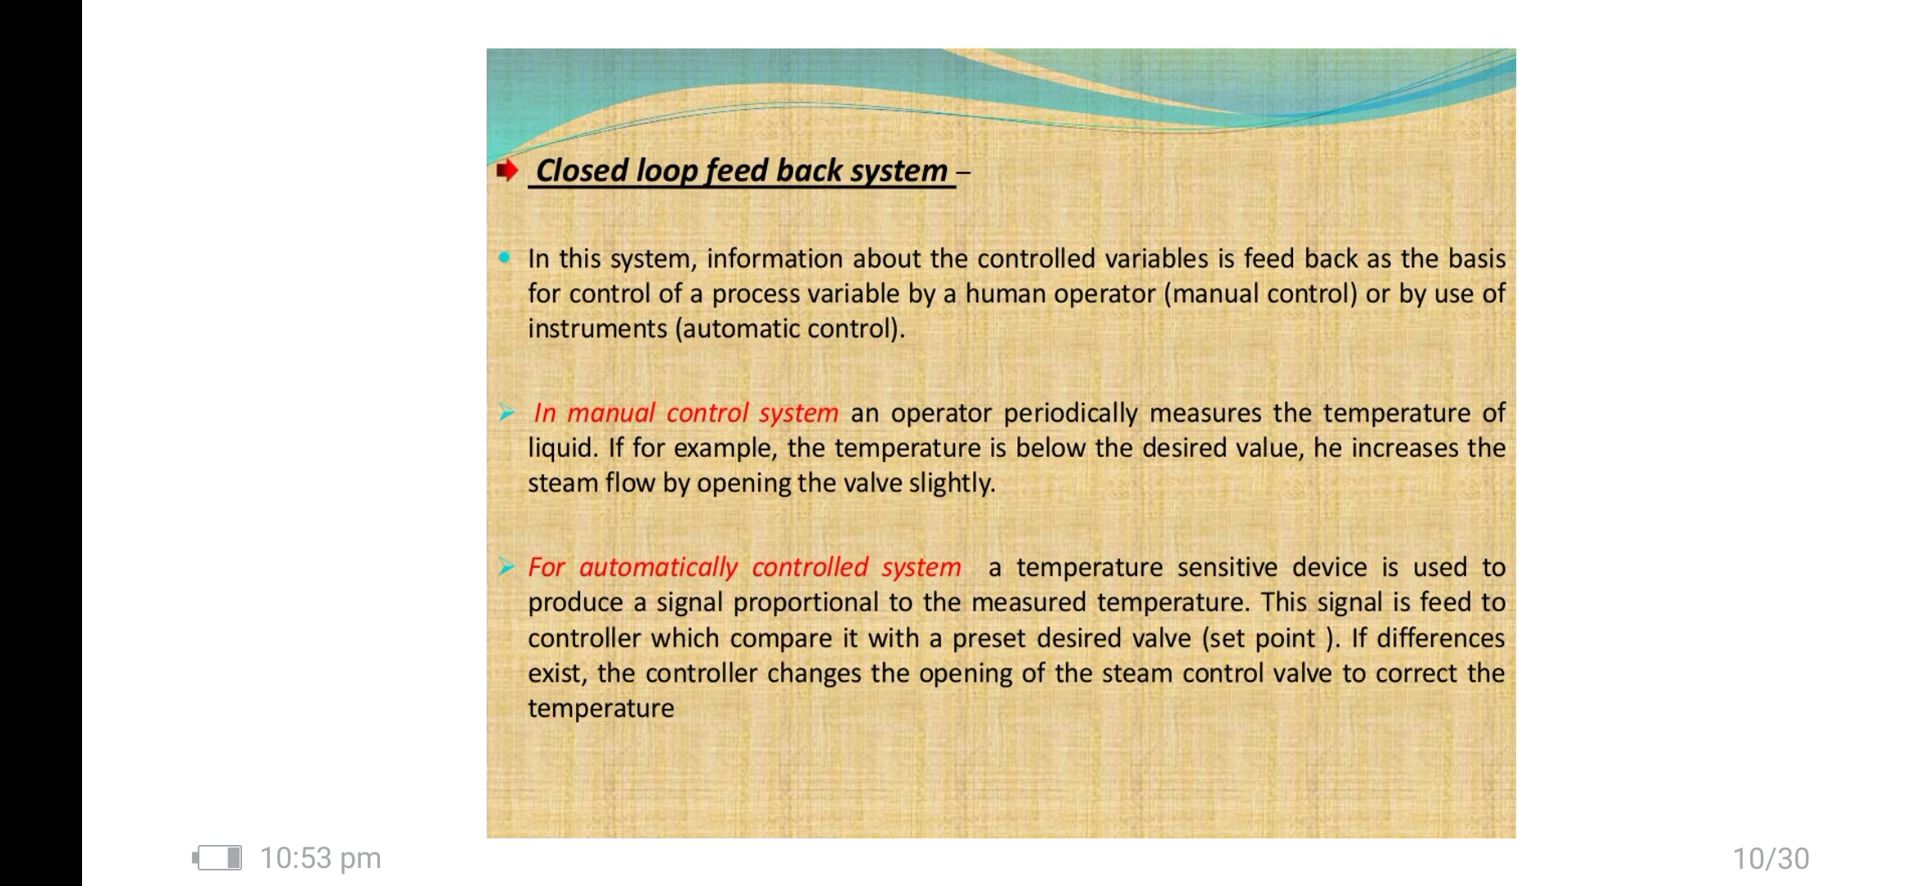 Closed loop feed back system –
In this system, information about the controlled variables is feed back as the basis
for control of a process variable by a human operator (manual control) or by use of
instruments (automatic control).
In manual control system an operator periodically measures the temperature of
liquid. If for example, the temperature is below the desired value, he increases the
steam flow by opening the valve slightly.
For automatically controlled system a temperature sensitive device is used to
produce a signal proportional to the measured temperature. This signal is feed to
controller which compare it with a preset desired valve (set point ). If differences
exist, the controller changes the opening of the steam control valve to correct the
temperature
10:53 pm
10/30